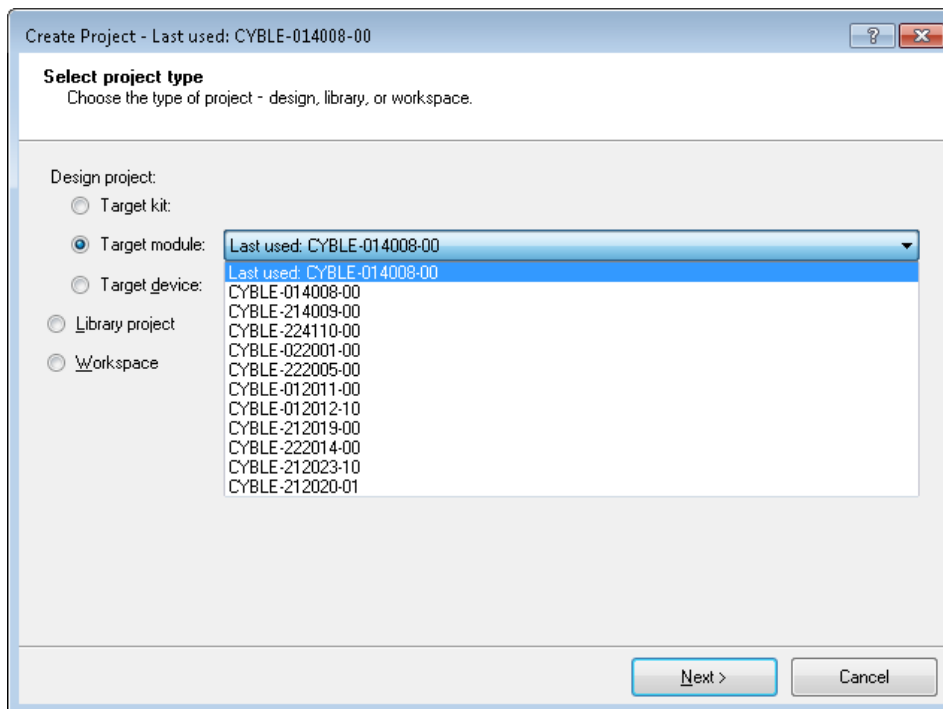 Create Project - Last used: CYBLE-014008-00
Select project type
Choose the type of project - design, library, or workspace.
Design project:
Target kit:
Target module: Last used: CYBLE-014008-00
Last used: CYBLE-014008-00
Target device:
CYBLE-014008-00
CYBLE-214009-00
Library project
CYBLE-224110-00
CYBLE-022001-00
Workspace
CYBLE-222005-00
CYBLE-012011-00
CYBLE-012012-10
CYBLE-212019-00
CYBLE-222014-00
CYBLE-212023-10
CYBLE-212020-01
Next >
Cancel